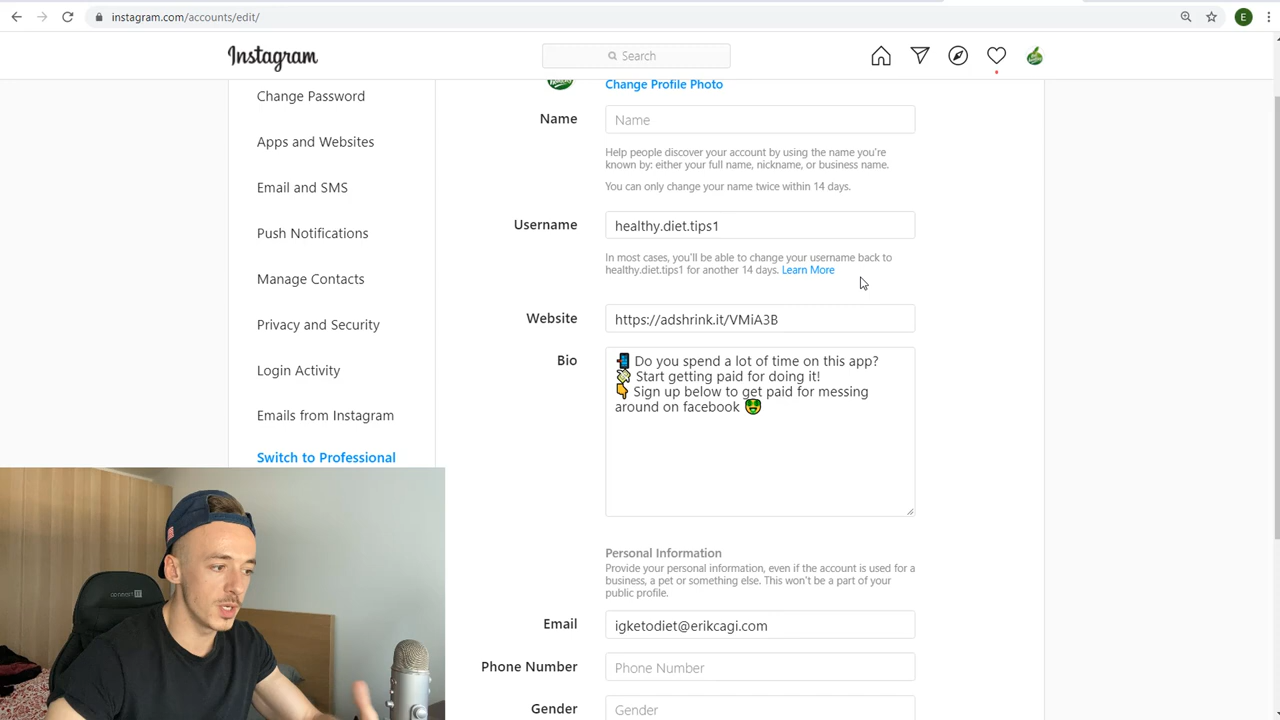 instagram.com/accounts/edit/
E
Instagram
Search
Change Profile Photo
Change Password
Apps and Websites
Email and SMS
Push Notifications
Manage Contacts
Privacy and Security
Login Activity
Emails from Instagram
Switch to Professional
Name
Name
Help people discover your account by using the name you're
known by: either your full name, nickname, or business name.
You can only change your name twice within 14 days.
Username
healthy.diet.tips1
In most cases, you'll be able to change your username back to
healthy.diet.tips1 for another 14 days. Learn More
Website
https://adshrink.it/VMiA3B
Bio
📲 Do you spend a lot of time on this app?
💸 Start getting paid for doing it!
👇 Sign up below to get paid for messing
around on facebook 🤑
Personal Information
Provide your personal information, even if the account is used for a
business, a pet or something else. This won't be a part of your
public profile.
Email
igketodiet@erikcagi.com
Phone Number
Phone Number
Gender
Gender